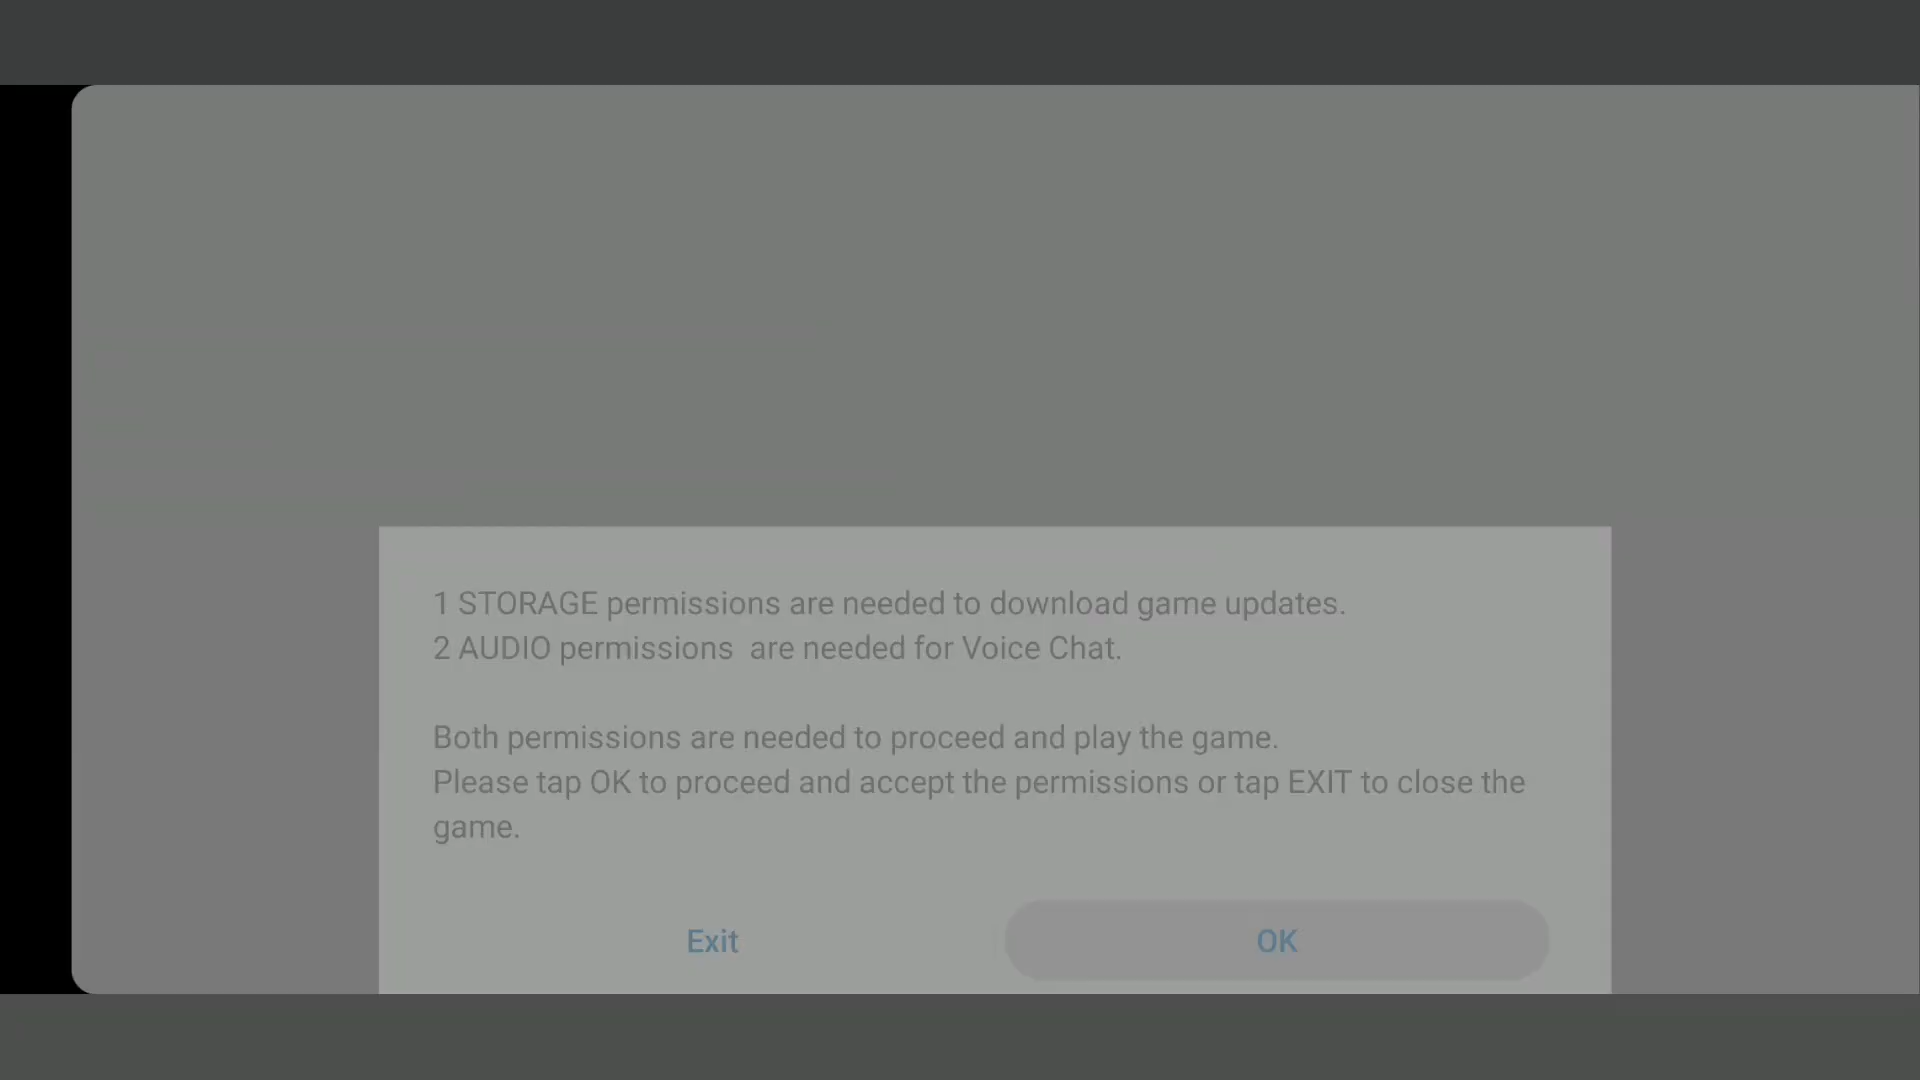 1 STORAGE permissions are needed to download game updates.
2 AUDIO permissions  are needed for Voice Chat.
Both permissions are needed to proceed and play the game.
Please tap OK to proceed and accept the permissions or tap EXIT to close the
game.
Exit
OK